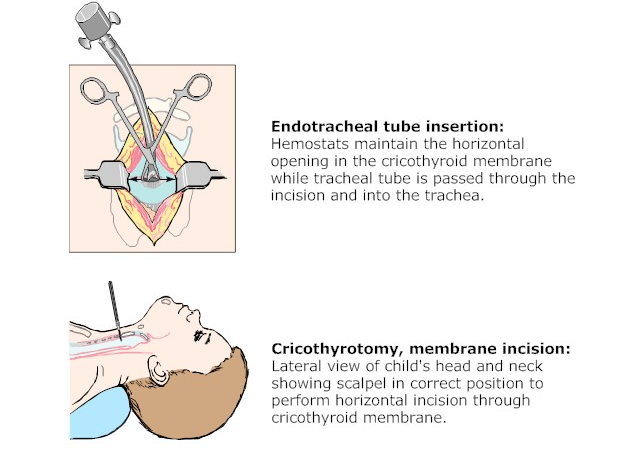 Endotracheal tube insertion:
Hemostats maintain the horizontal
opening in the cricothyroid membrane
while tracheal tube is passed through the
incision and into the trachea.
Cricothyrotomy, membrane incision:
Lateral view of child's head and neck
showing scalpel in correct position to
perform horizontal incision through
cricothyroid membrane.